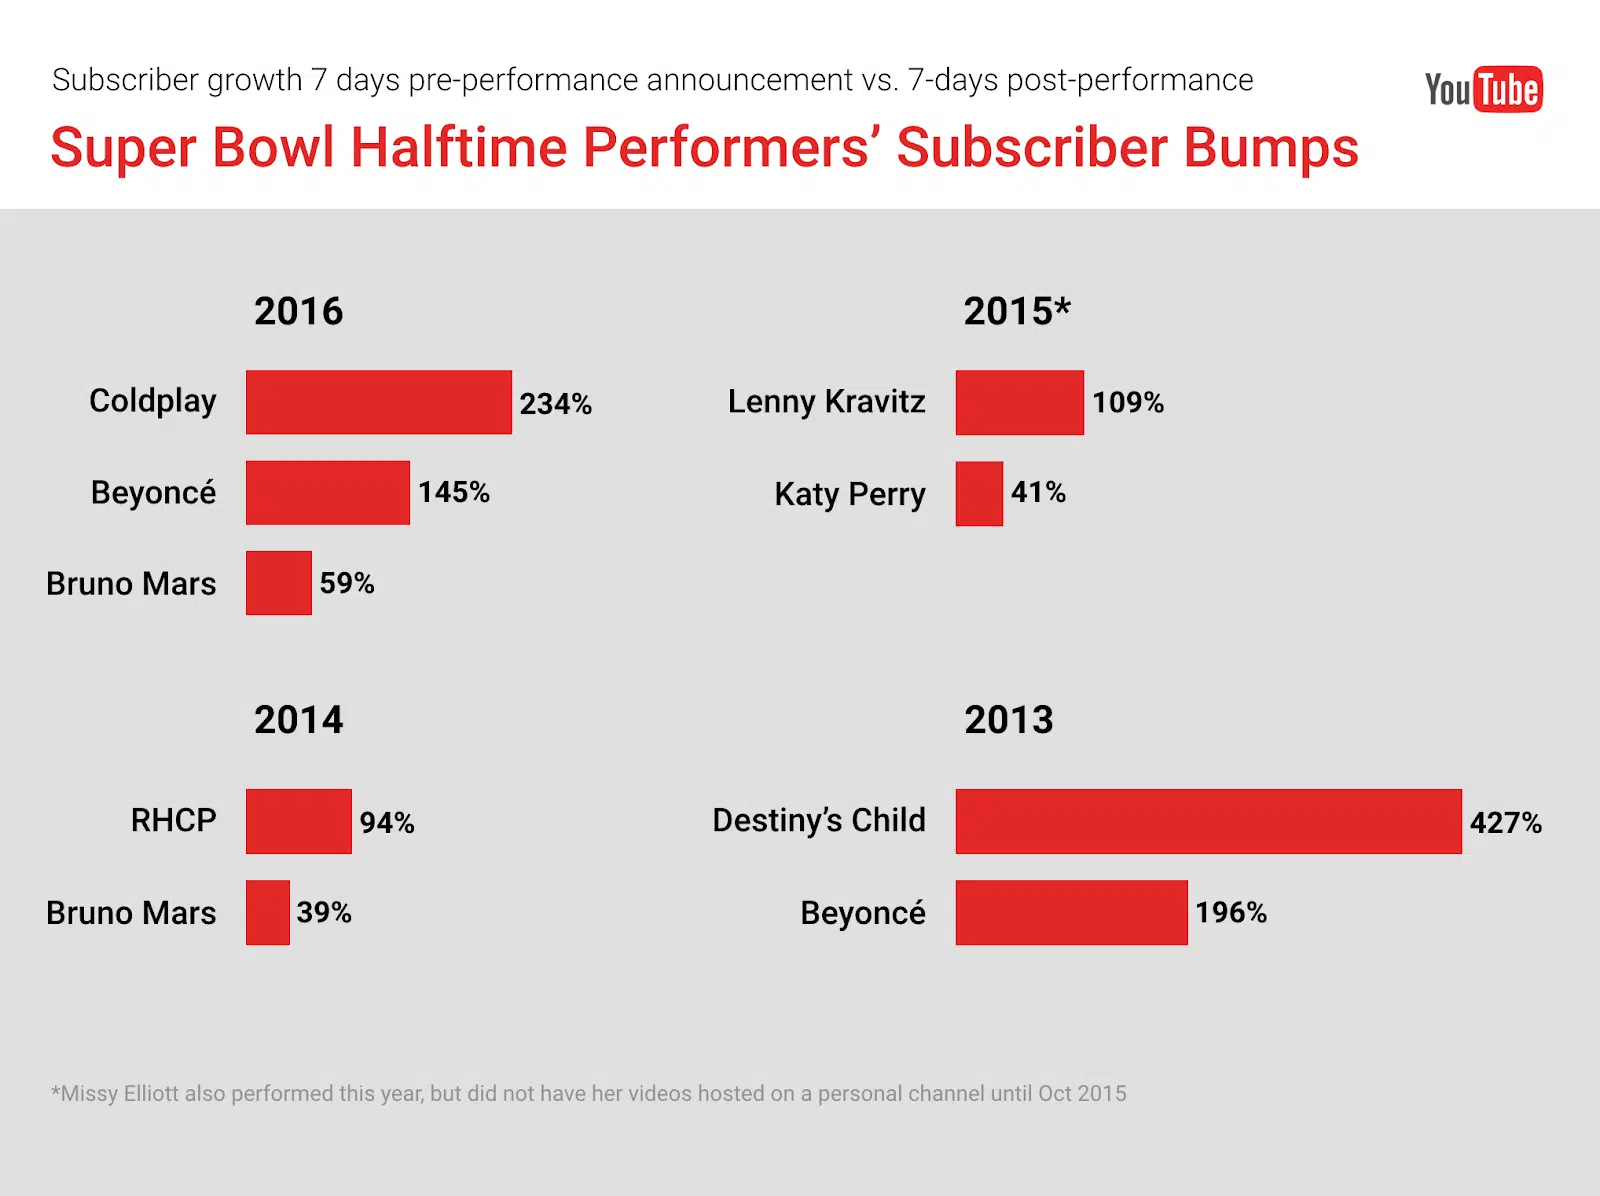 Subscriber growth 7 days pre-performance announcement vs. 7-days post-performance
YouTube
Super Bowl Halftime Performers’ Subscriber Bumps
2016
Coldplay 234%
Beyoncé 145%
Bruno Mars 59%
2015*
Lenny Kravitz 109%
Katy Perry 41%
2014
RHCP 94%
Bruno Mars 39%
2013
Destiny’s Child 427%
Beyoncé 196%
*Missy Elliott also performed this year, but did not have her videos hosted on a personal channel until Oct 2015